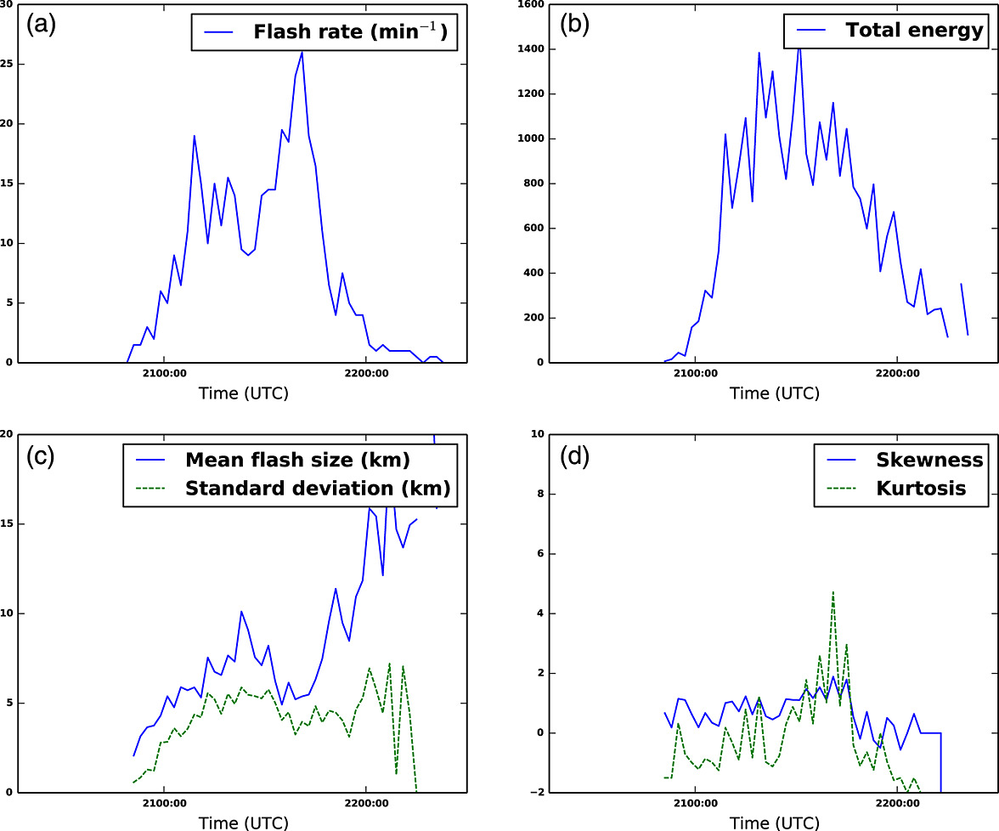 (a)
Flash rate (min⁻¹)
30
25
20
15
10
5
0
2100:00
2200:00
Time (UTC)
(b)
Total energy
1600
1400
1200
1000
800
600
400
200
0
2100:00
2200:00
Time (UTC)
(c)
Mean flash size (km)
Standard deviation (km)
20
15
10
5
0
2100:00
2200:00
Time (UTC)
(d)
Skewness
Kurtosis
10
8
6
4
2
0
−2
2100:00
2200:00
Time (UTC)